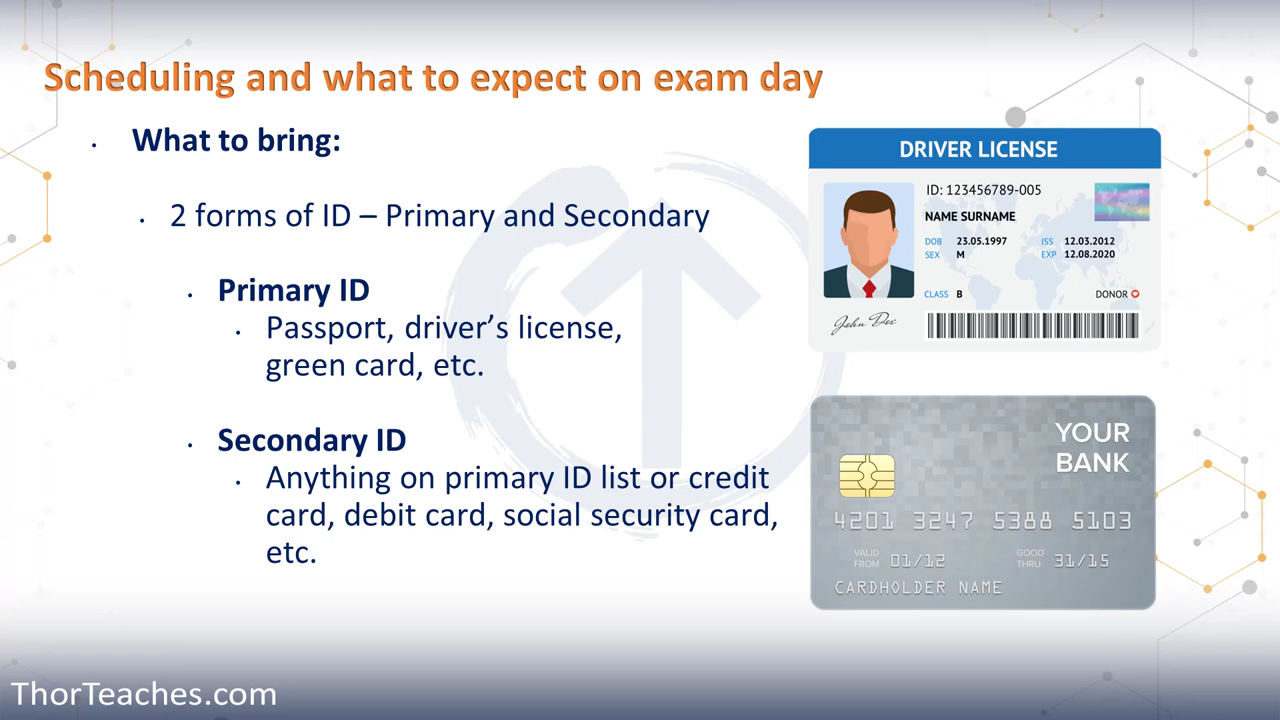 Scheduling and what to expect on exam day
• What to bring:
• 2 forms of ID – Primary and Secondary
• Primary ID
• Passport, driver’s license,
green card, etc.
• Secondary ID
• Anything on primary ID list or credit
card, debit card, social security card,
etc.
DRIVER LICENSE
ID: 123456789-005
NAME SURNAME
DOB 23.05.1997 ISS 12.03.2012
SEX M EXP 12.08.2020
CLASS B DONOR
John Doe
YOUR
BANK
4201 3247 5388 5103
VALID FROM 01/12 GOOD THRU 31/15
CARDHOLDER NAME
ThorTeaches.com